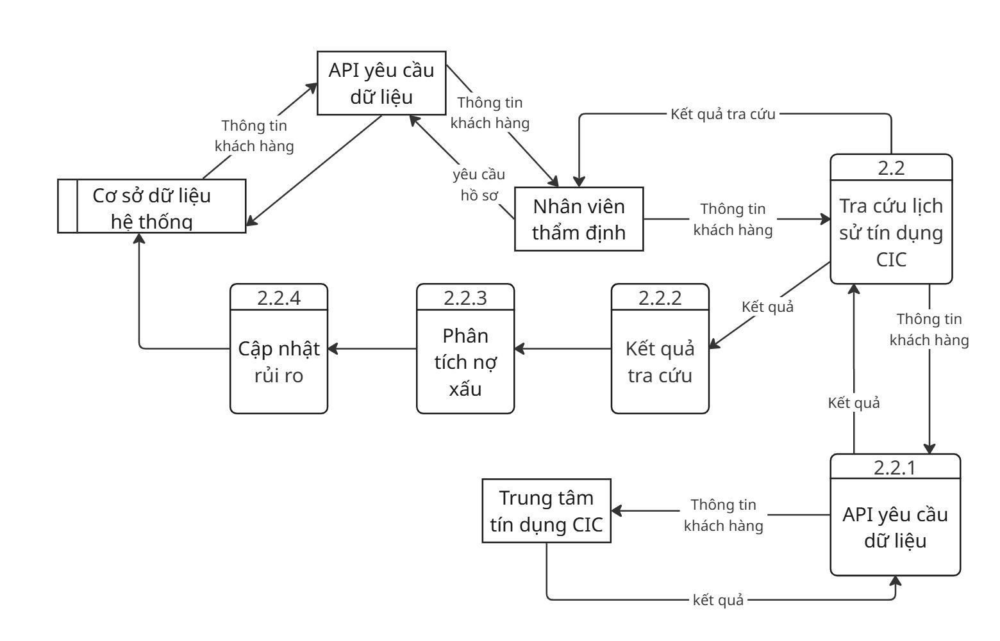 API yêu cầu
dữ liệu
Thông tin
khách hàng
Kết quả tra cứu
Thông tin
khách hàng
2.2
Tra cứu lịch
sử tín dụng
CIC
yêu cầu
hồ sơ
Cơ sở dữ liệu
hệ thống
Nhân viên
thẩm định
Thông tin
khách hàng
2.2.4
Cập nhật
rủi ro
2.2.3
Phân
tích nợ
xấu
2.2.2
Kết quả
tra cứu
Kết quả
Thông tin
khách hàng
Kết quả
2.2.1
API yêu cầu
dữ liệu
Trung tâm
tín dụng CIC
Thông tin
khách hàng
kết quả